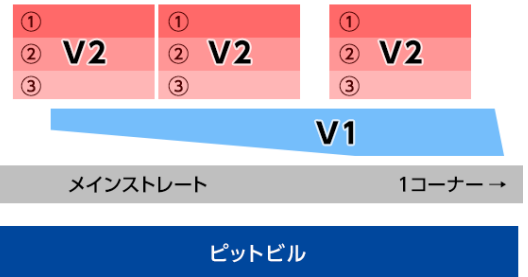 ① ① ①
② V2 ② V2 ② V2
③ ③ ③
V1
メインストレート 1コーナー→
ピットビル